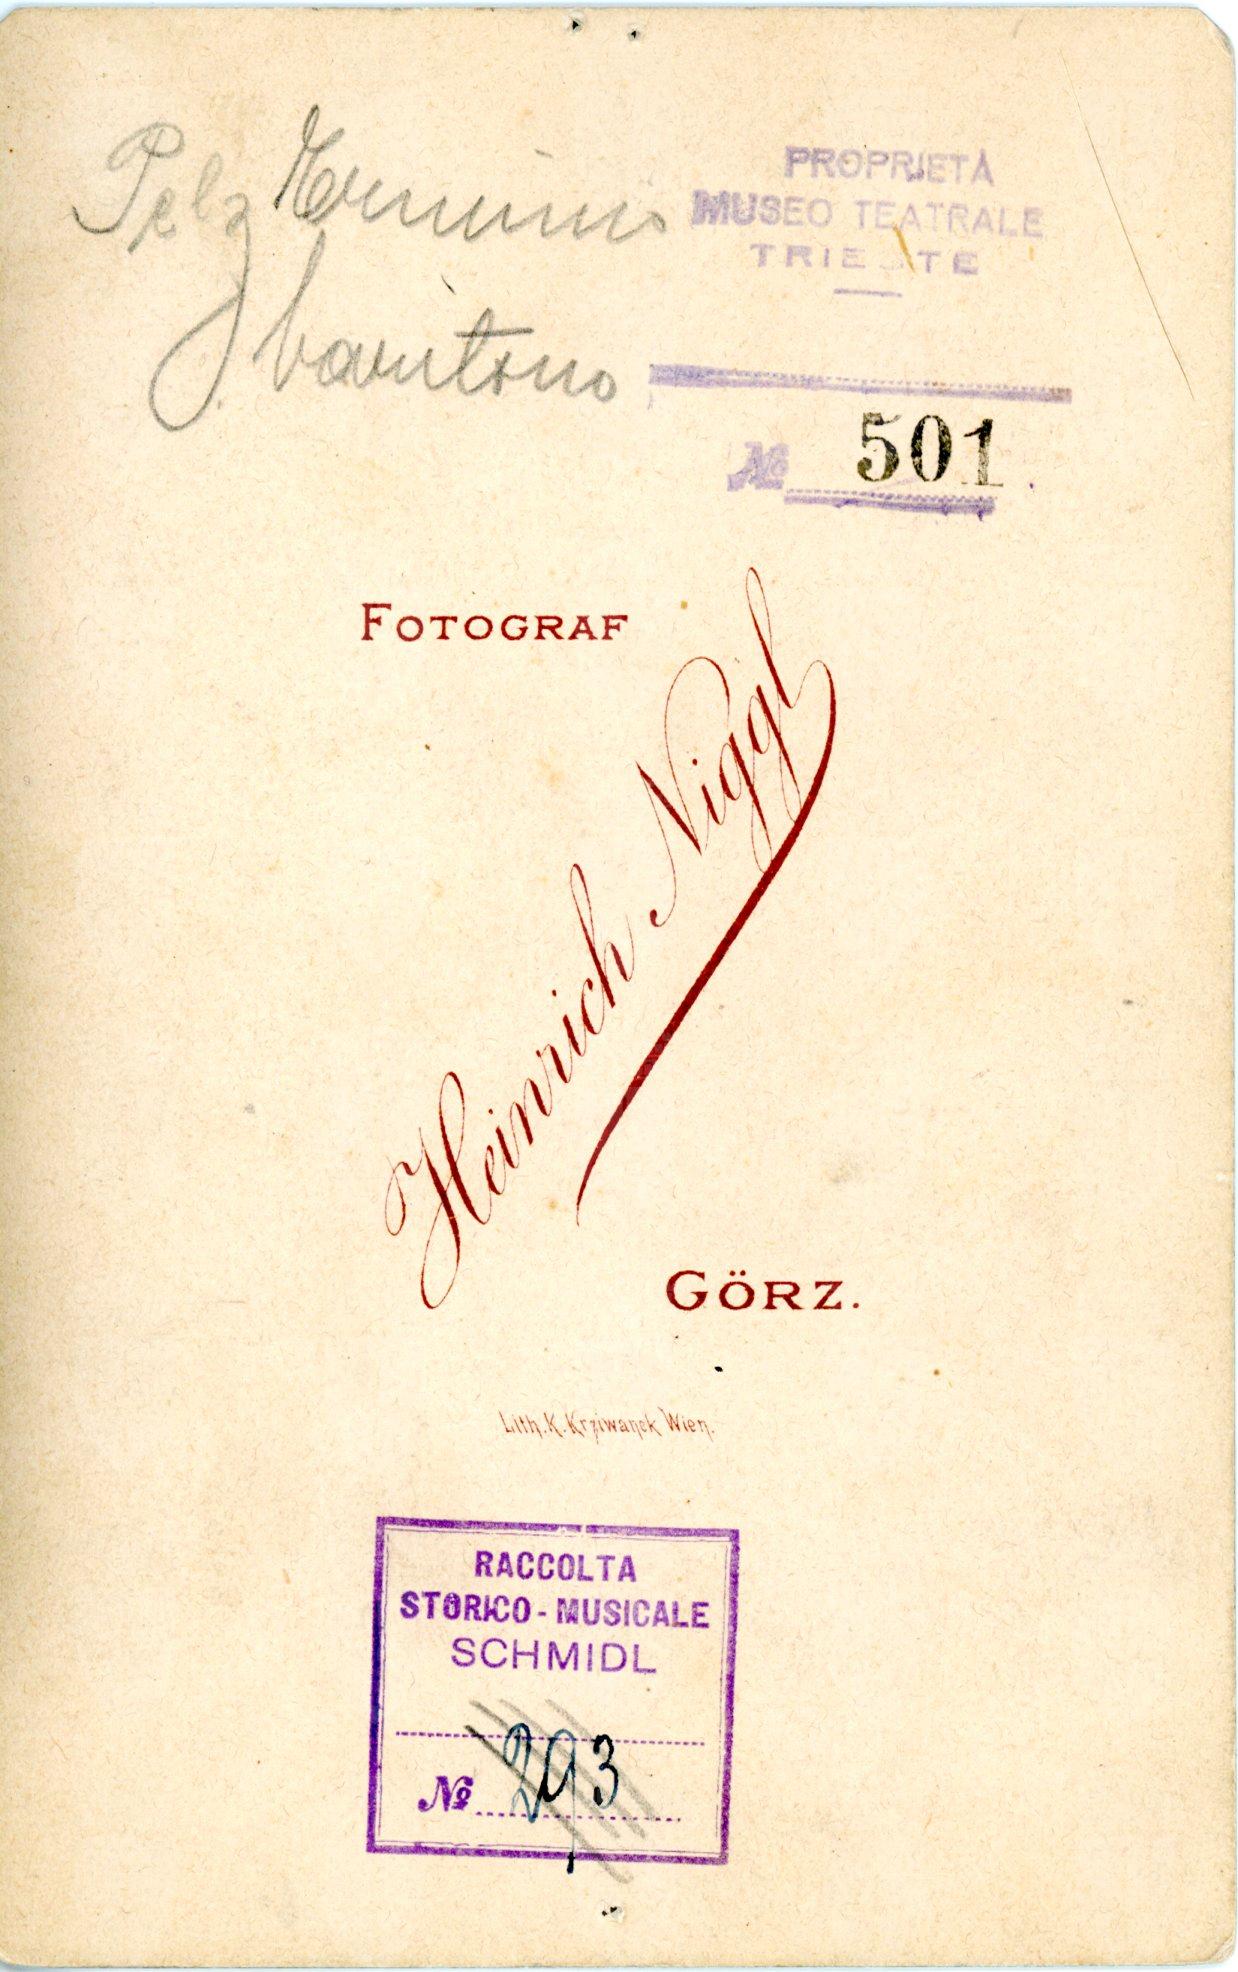 Pelz Erminio
baritono
PROPRIETÀ
MUSEO TEATRALE
TRIESTE
No 501
FOTOGRAF
Heinrich Niggl
GÖRZ.
Lith. K. Krziwanek Wien.
RACCOLTA
STORICO-MUSICALE
SCHMIDL
No 293